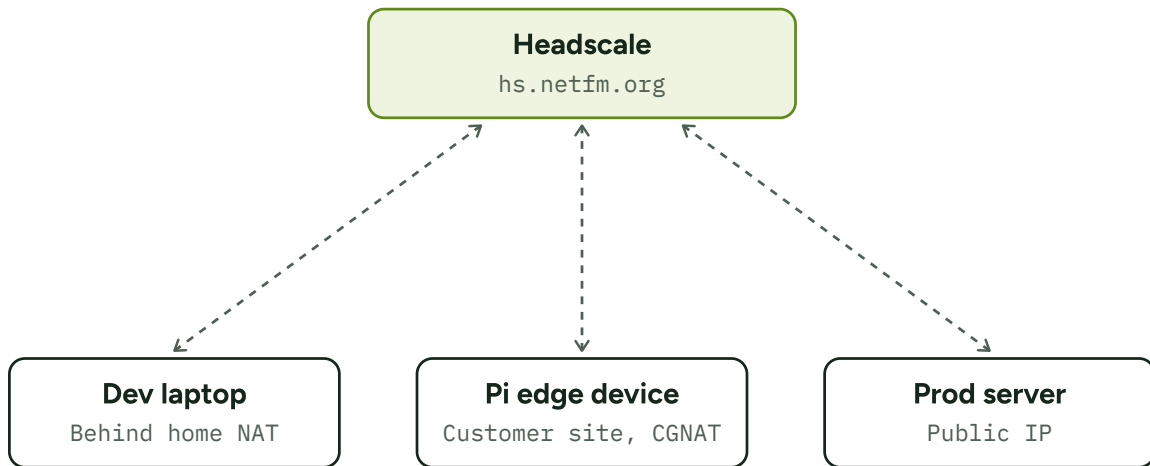 Headscale
hs.netfm.org
Dev laptop
Behind home NAT
Pi edge device
Customer site, CGNAT
Prod server
Public IP